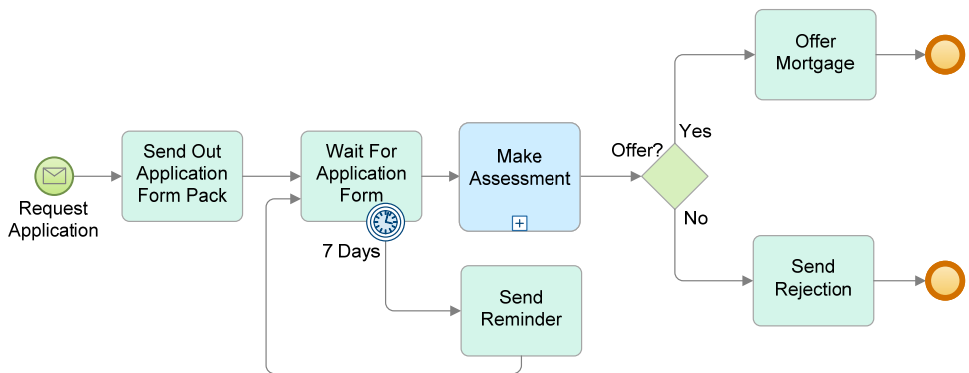 Request
Application
Send Out
Application
Form Pack
Wait For
Application
Form
7 Days
Send
Reminder
Make
Assessment
Offer?
Yes
No
Offer
Mortgage
Send
Rejection